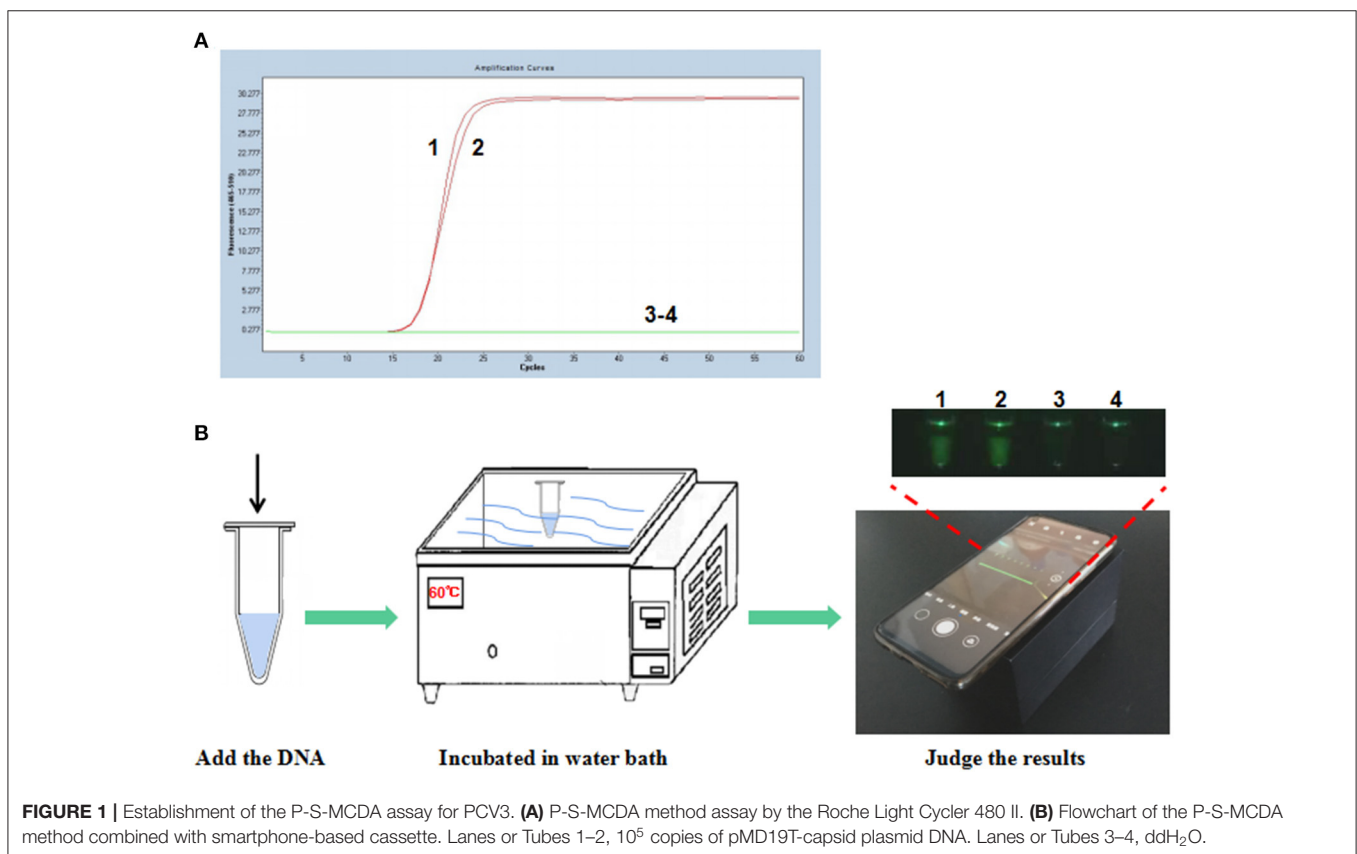 A
Amplification Curves
Fluorescence (465-510)
30.277
27.777
25.277
22.777
20.277
17.777
15.277
12.777
10.277
7.777
5.277
2.777
0.277
1
2
3-4
5 10 15 20 25 30 35 40 45 50 55 60
Cycles
B
1 2 3 4
60℃
Add the DNA
Incubated in water bath
Judge the results
FIGURE 1 | Establishment of the P-S-MCDA assay for PCV3. (A) P-S-MCDA method assay by the Roche Light Cycler 480 II. (B) Flowchart of the P-S-MCDA
method combined with smartphone-based cassette. Lanes or Tubes 1–2, 10⁵ copies of pMD19T-capsid plasmid DNA. Lanes or Tubes 3–4, ddH₂O.